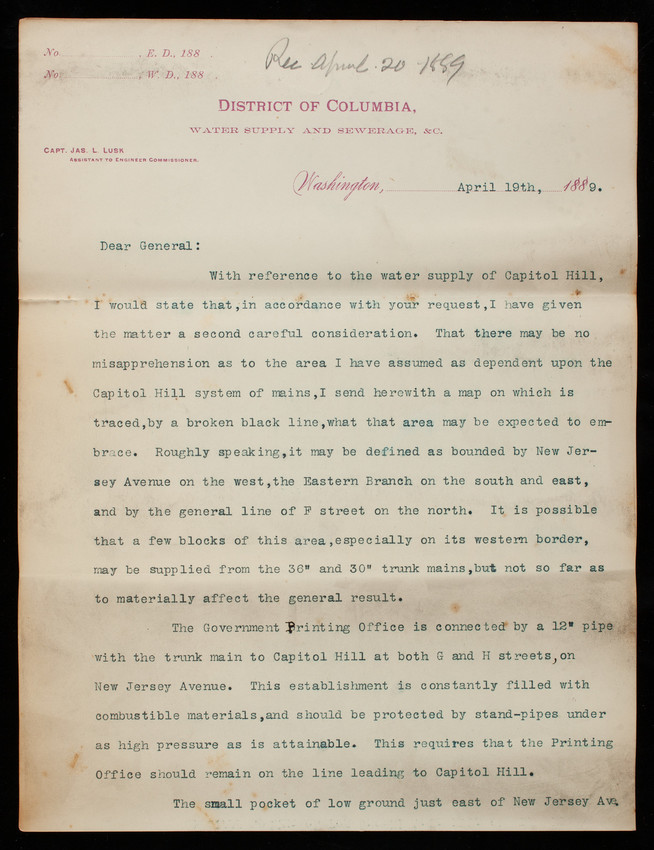 No. , E. D., 188 .
Rec April 20 1889
No. , W. D., 188 .
DISTRICT OF COLUMBIA,
WATER SUPPLY AND SEWERAGE, &C.
CAPT. JAS. L. LUSK
ASSISTANT TO ENGINEER COMMISSIONER.
Washington, April 19th, 1889.
Dear General:
With reference to the water supply of Capitol Hill,
I would state that,in accordance with your request,I have given
the matter a second careful consideration. That there may be no
misapprehension as to the area I have assumed as dependent upon the
Capitol Hill system of mains,I send herewith a map on which is
traced,by a broken black line,what that area may be expected to em-
brace. Roughly speaking,it may be defined as bounded by New Jer-
sey Avenue on the west,the Eastern Branch on the south and east,
and by the general line of F street on the north. It is possible
that a few blocks of this area,especially on its western border,
may be supplied from the 36" and 30" trunk mains,but not so far as
to materially affect the general result.
The Government Printing Office is connected by a 12" pipe
with the trunk main to Capitol Hill at both G and H streets,on
New Jersey Avenue. This establishment is constantly filled with
combustible materials,and should be protected by stand-pipes under
as high pressure as is attainable. This requires that the Printing
Office should remain on the line leading to Capitol Hill.
The small pocket of low ground just east of New Jersey Ave.